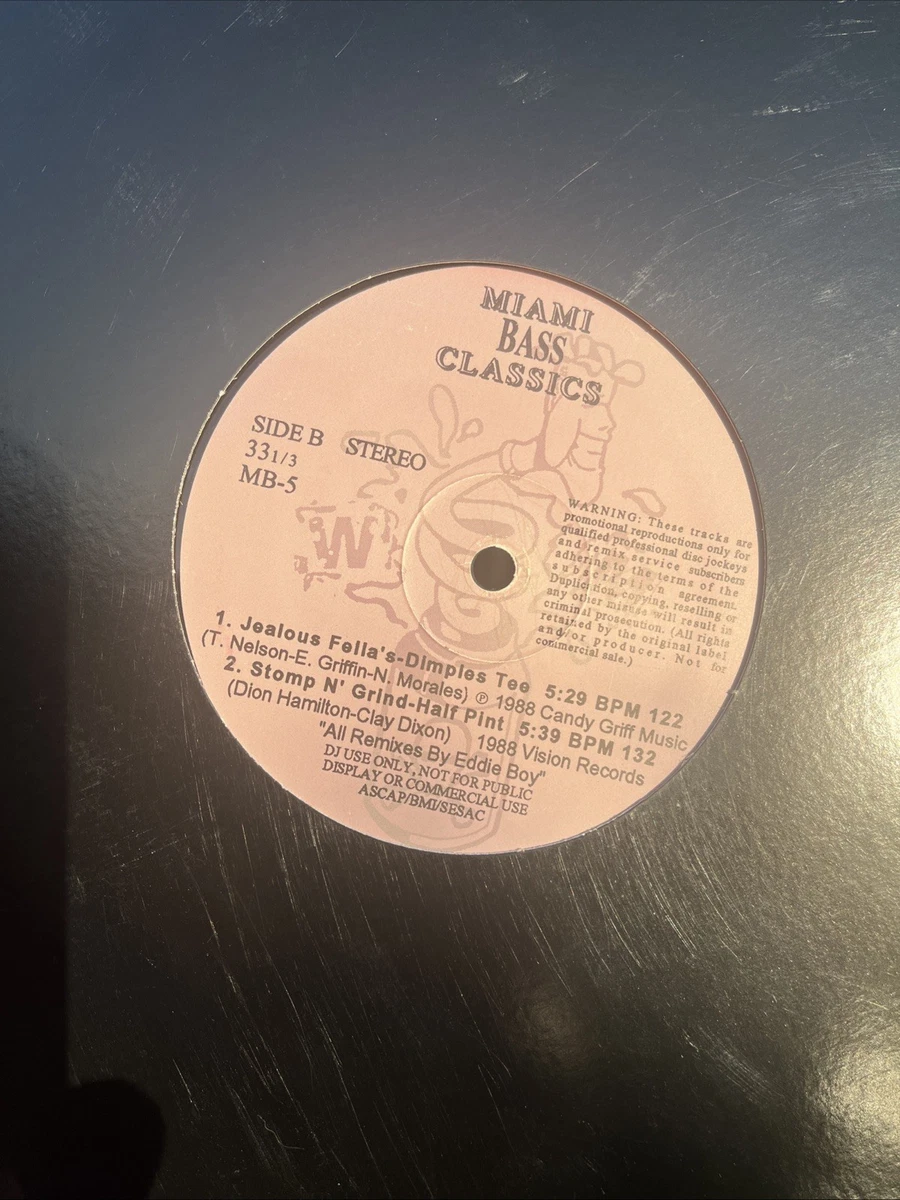 MIAMI
BASS
CLASSICS
SIDE B STEREO
33 1/3
MB-5
WARNING: These tracks are
promotional reproductions only for
qualified professional disc jockeys
and remix service subscribers
adhering to the terms of the
subscription agreement.
Duplication, copying, reselling or
any other misuse will result in
criminal prosecution. (All rights
retained by the original label
and/or producer. Not for
commercial sale.)
1. Jealous Fella's-Dimples Tee 5:29 BPM 122
(T. Nelson-E. Griffin-N. Morales) ℗ 1988 Candy Griff Music
2. Stomp N' Grind-Half Pint 5:39 BPM 132
(Dion Hamilton-Clay Dixon) 1988 Vision Records
"All Remixes By Eddie Boy"
DJ USE ONLY, NOT FOR PUBLIC
DISPLAY OR COMMERCIAL USE
ASCAP/BMI/SESAC